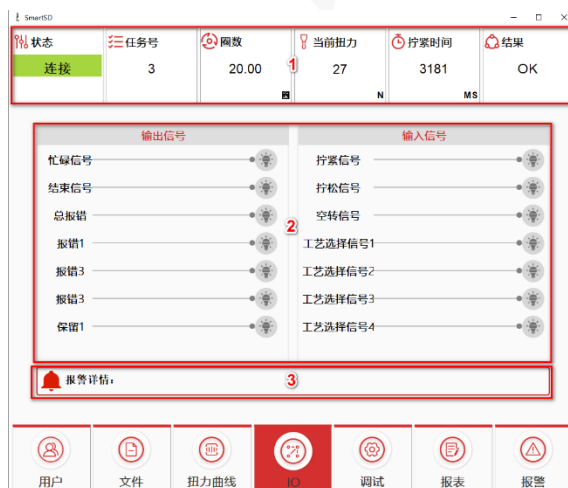 SmartSD
状态
任务号
圈数
当前扭力
拧紧时间
结果
连接
3
20.00
1
27
3181
OK
圈
N
MS
输出信号
输入信号
忙碌信号
拧紧信号
结束信号
拧松信号
总报错
空转信号
2
报错1
工艺选择信号1
报错3
工艺选择信号2
报错3
工艺选择信号3
保留1
工艺选择信号4
报警详情:
3
用户
文件
扭力曲线
IO
调试
报表
报警